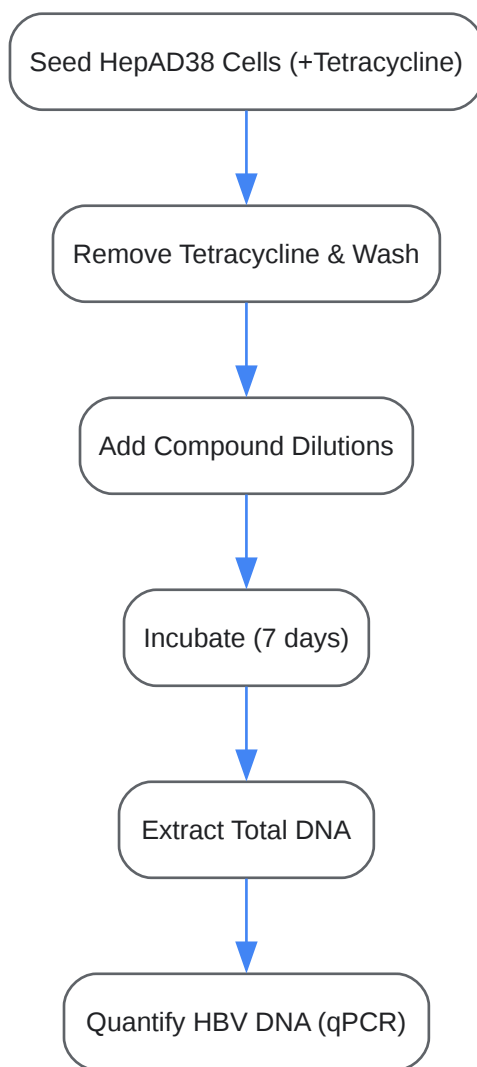 Seed HepAD38 Cells (+Tetracycline)
Remove Tetracycline & Wash
Add Compound Dilutions
Incubate (7 days)
Extract Total DNA
Quantify HBV DNA (qPCR)